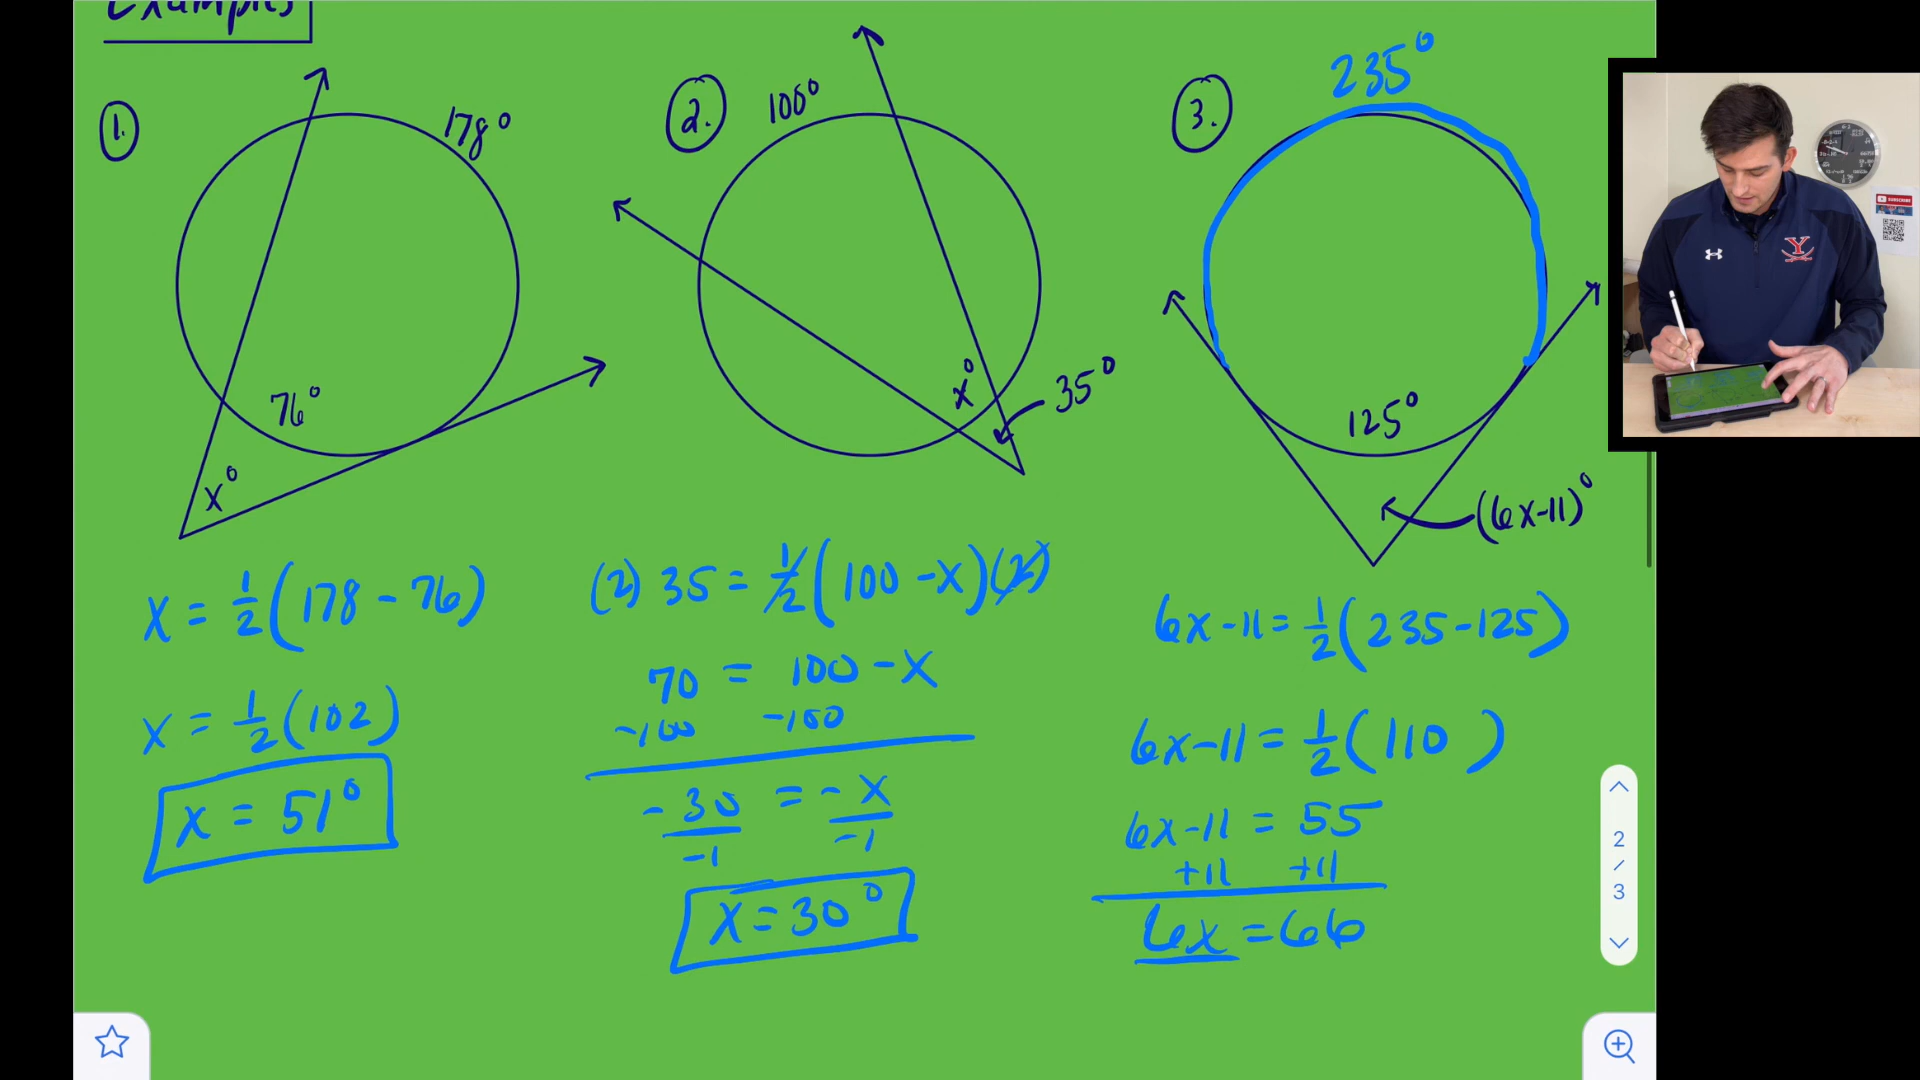 Examples
1.
178°
76°
x°
x = 1/2 (178 - 76)
x = 1/2 (102)
x = 51°
2.
100°
x°
35°
(2) 35 = 1/2 (100 - x)(2)
70 = 100 - x
-100 -100
-30 = -x
-1 -1
x = 30°
3.
235°
125°
(6x-11)°
6x-11 = 1/2 (235-125)
6x-11 = 1/2 (110 )
6x-11 = 55
+11 +11
6x = 66
Y
SUBSCRIBE
2
/
3